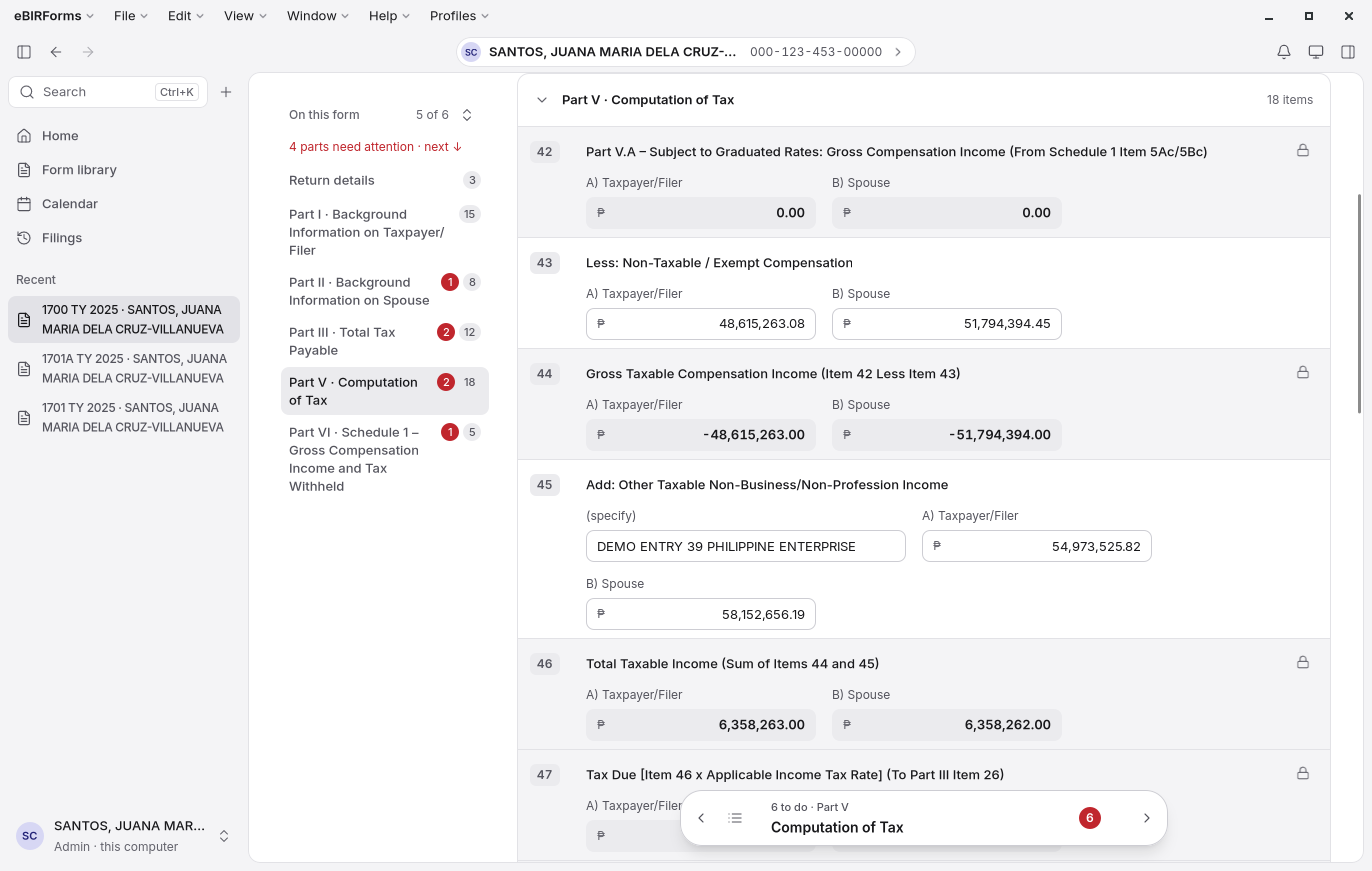 eBIRForms File Edit View Window Help Profiles
SC SANTOS, JUANA MARIA DELA CRUZ-... 000-123-453-00000
Search Ctrl+K
Home
Form library
Calendar
Filings
Recent
1700 TY 2025 · SANTOS, JUANA
MARIA DELA CRUZ-VILLANUEVA
1701A TY 2025 · SANTOS, JUANA
MARIA DELA CRUZ-VILLANUEVA
1701 TY 2025 · SANTOS, JUANA
MARIA DELA CRUZ-VILLANUEVA
SC SANTOS, JUANA MAR...
Admin · this computer
On this form 5 of 6
4 parts need attention · next ↓
Return details 3
Part I · Background 15
Information on Taxpayer/
Filer
Part II · Background 1 8
Information on Spouse
Part III · Total Tax 2 12
Payable
Part V · Computation 2 18
of Tax
Part VI · Schedule 1 – 1 5
Gross Compensation
Income and Tax
Withheld
Part V · Computation of Tax 18 items
42 Part V.A – Subject to Graduated Rates: Gross Compensation Income (From Schedule 1 Item 5Ac/5Bc)
A) Taxpayer/Filer B) Spouse
₱ 0.00 ₱ 0.00
43 Less: Non-Taxable / Exempt Compensation
A) Taxpayer/Filer B) Spouse
₱ 48,615,263.08 ₱ 51,794,394.45
44 Gross Taxable Compensation Income (Item 42 Less Item 43)
A) Taxpayer/Filer B) Spouse
₱ -48,615,263.00 ₱ -51,794,394.00
45 Add: Other Taxable Non-Business/Non-Profession Income
(specify) A) Taxpayer/Filer
DEMO ENTRY 39 PHILIPPINE ENTERPRISE ₱ 54,973,525.82
B) Spouse
₱ 58,152,656.19
46 Total Taxable Income (Sum of Items 44 and 45)
A) Taxpayer/Filer B) Spouse
₱ 6,358,263.00 ₱ 6,358,262.00
47 Tax Due [Item 46 x Applicable Income Tax Rate] (To Part III Item 26)
A) Taxpayer/Filer
₱
6 to do · Part V
Computation of Tax 6